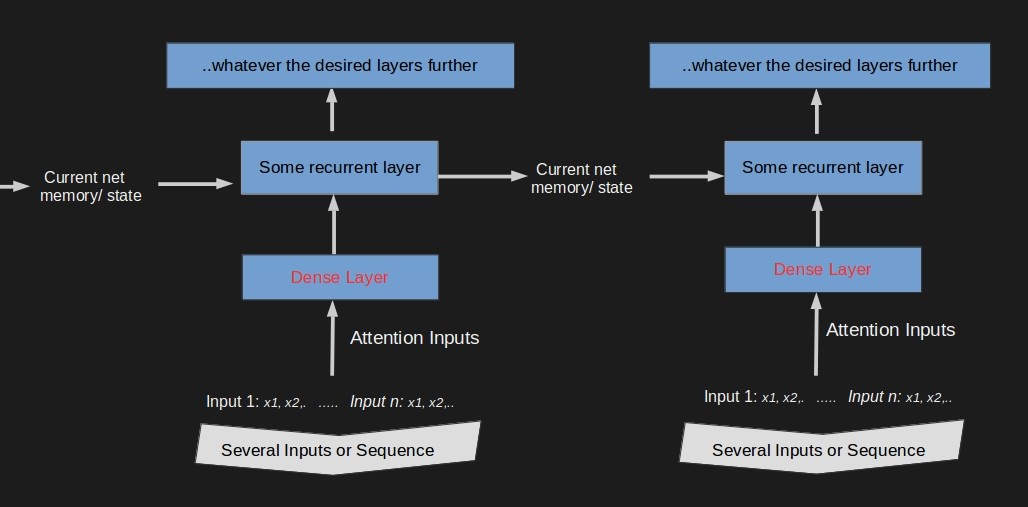 ..whatever the desired layers further
..whatever the desired layers further
Some recurrent layer
Some recurrent layer
Current net
memory/ state
Current net
memory/ state
Dense Layer
Dense Layer
Attention Inputs
Attention Inputs
Input 1: x1, x2,. ..... Input n: x1, x2,..
Input 1: x1, x2,. ..... Input n: x1, x2,..
Several Inputs or Sequence
Several Inputs or Sequence